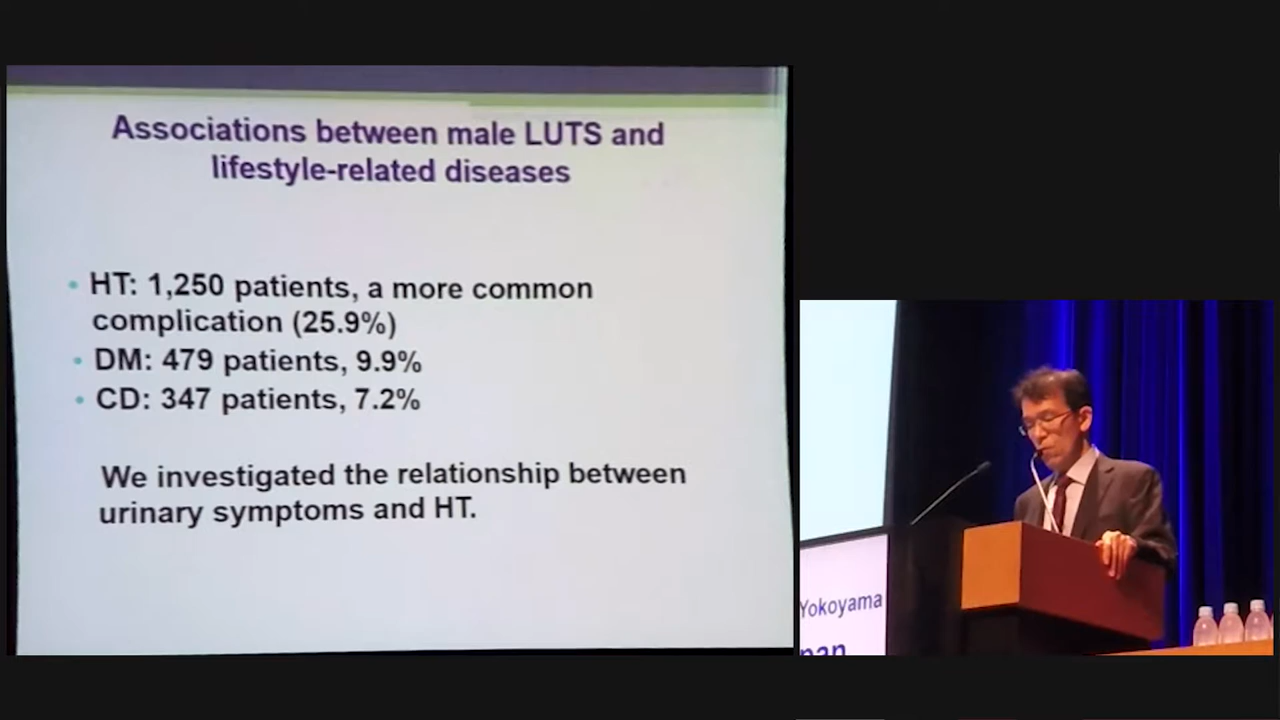 Associations between male LUTS and
lifestyle-related diseases
• HT: 1,250 patients, a more common
complication (25.9%)
• DM: 479 patients, 9.9%
• CD: 347 patients, 7.2%
We investigated the relationship between
urinary symptoms and HT.
Yokoyama
pan